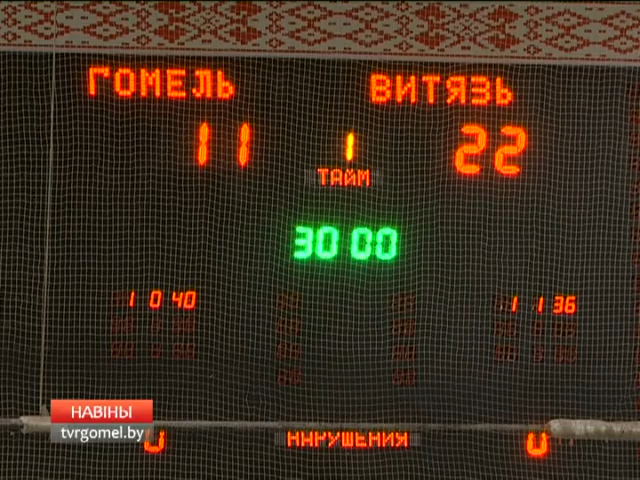 ГОМЕЛЬ ВИТЯЗЬ
11 1 22
ТАЙМ
30 00
1 0 40 1 1 36
НАВІНЫ
tvrgomel.by
0 НАРУШЕНИЯ 0